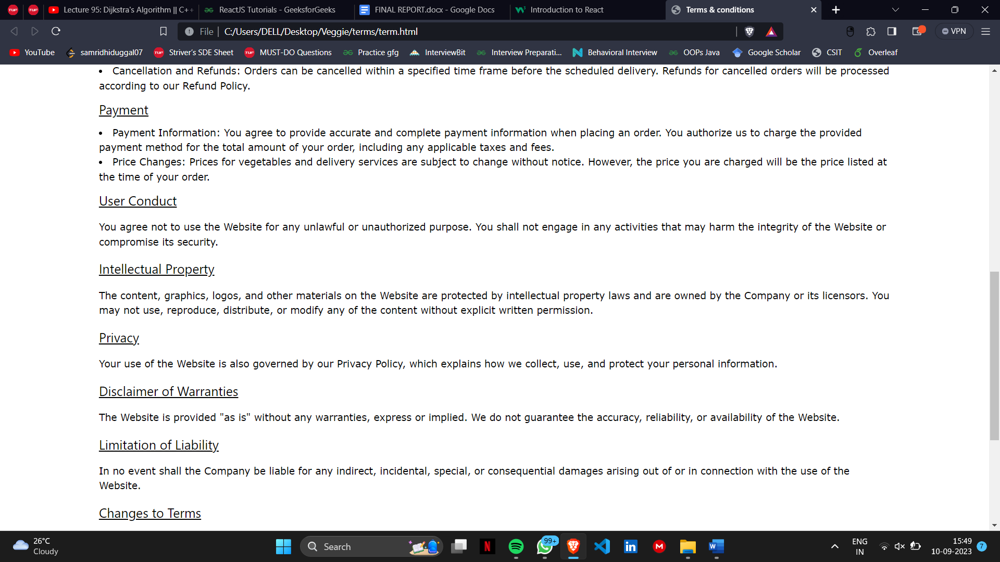 Lecture 95: Dijkstra's Algorithm || C++
ReactJS Tutorials - GeeksforGeeks
FINAL REPORT.docx - Google Docs
Introduction to React
Terms & conditions
File
C:/Users/DELL/Desktop/Veggie/terms/term.html
VPN
YouTube
samridhiduggal07
Striver's SDE Sheet
MUST-DO Questions
Practice gfg
InterviewBit
Interview Preparati...
Behavioral Interview
OOPs Java
Google Scholar
CSIT
Overleaf
• Cancellation and Refunds: Orders can be cancelled within a specified time frame before the scheduled delivery. Refunds for cancelled orders will be processed
according to our Refund Policy.
Payment
• Payment Information: You agree to provide accurate and complete payment information when placing an order. You authorize us to charge the provided
payment method for the total amount of your order, including any applicable taxes and fees.
• Price Changes: Prices for vegetables and delivery services are subject to change without notice. However, the price you are charged will be the price listed at
the time of your order.
User Conduct
You agree not to use the Website for any unlawful or unauthorized purpose. You shall not engage in any activities that may harm the integrity of the Website or
compromise its security.
Intellectual Property
The content, graphics, logos, and other materials on the Website are protected by intellectual property laws and are owned by the Company or its licensors. You
may not use, reproduce, distribute, or modify any of the content without explicit written permission.
Privacy
Your use of the Website is also governed by our Privacy Policy, which explains how we collect, use, and protect your personal information.
Disclaimer of Warranties
The Website is provided "as is" without any warranties, express or implied. We do not guarantee the accuracy, reliability, or availability of the Website.
Limitation of Liability
In no event shall the Company be liable for any indirect, incidental, special, or consequential damages arising out of or in connection with the use of the
Website.
Changes to Terms
26°C
Cloudy
Search
99+
ENG
IN
15:49
10-09-2023
7